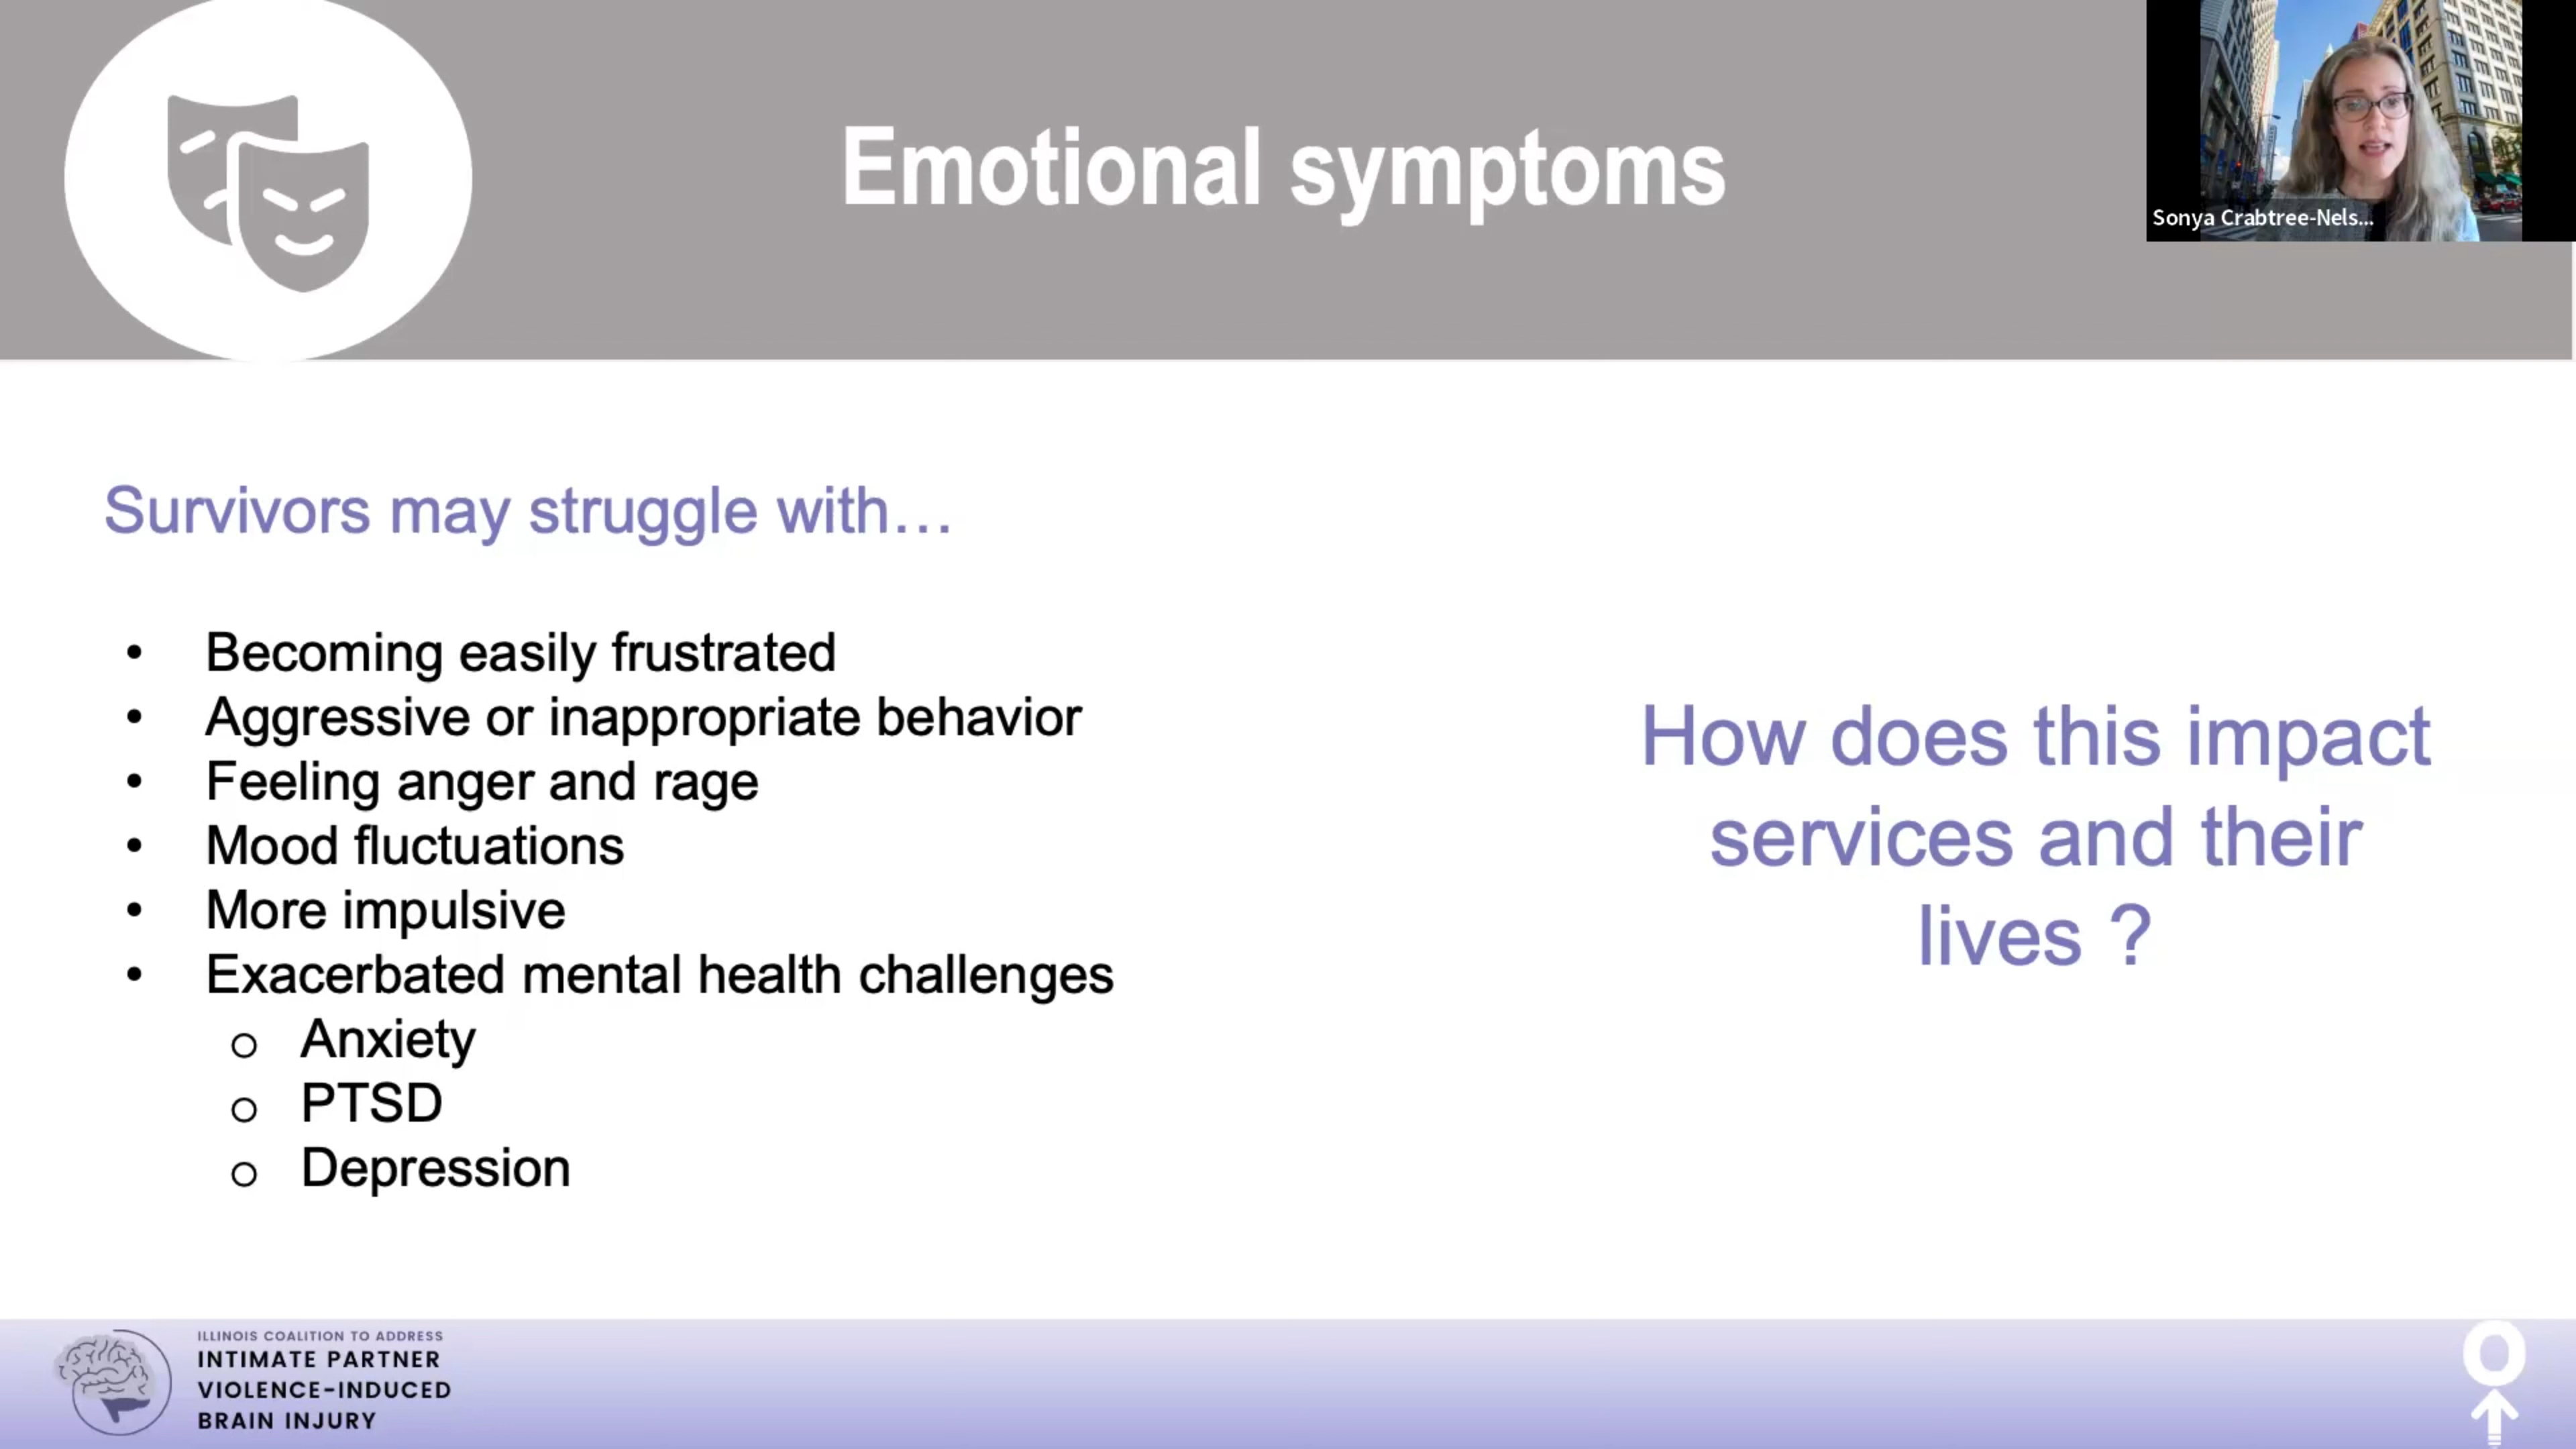 Emotional symptoms
Sonya Crabtree-Nels...
Survivors may struggle with…
• Becoming easily frustrated
• Aggressive or inappropriate behavior
• Feeling anger and rage
• Mood fluctuations
• More impulsive
• Exacerbated mental health challenges
o Anxiety
o PTSD
o Depression
How does this impact
services and their
lives ?
ILLINOIS COALITION TO ADDRESS
INTIMATE PARTNER
VIOLENCE-INDUCED
BRAIN INJURY